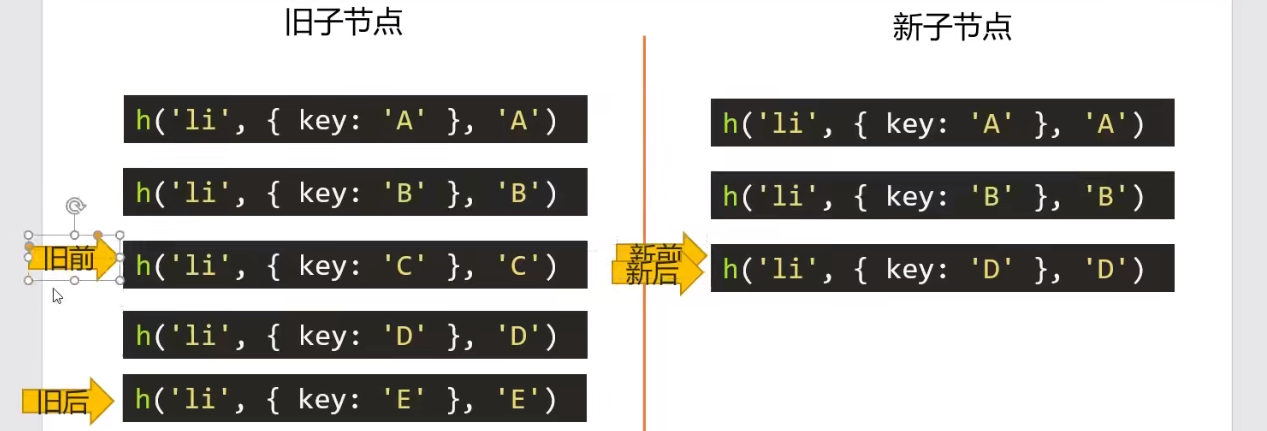 旧子节点
新子节点
h('li', { key: 'A' }, 'A')
h('li', { key: 'B' }, 'B')
旧前
h('li', { key: 'C' }, 'C')
h('li', { key: 'D' }, 'D')
旧后
h('li', { key: 'E' }, 'E')
h('li', { key: 'A' }, 'A')
h('li', { key: 'B' }, 'B')
新前
新后
h('li', { key: 'D' }, 'D')